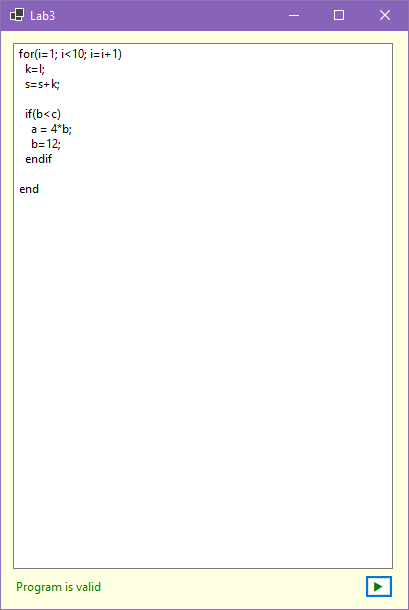 Lab3
for(i=1; i<10; i=i+1)
k=l;
s=s+k;
if(b<c)
a = 4*b;
b=12;
endif
end
Program is valid